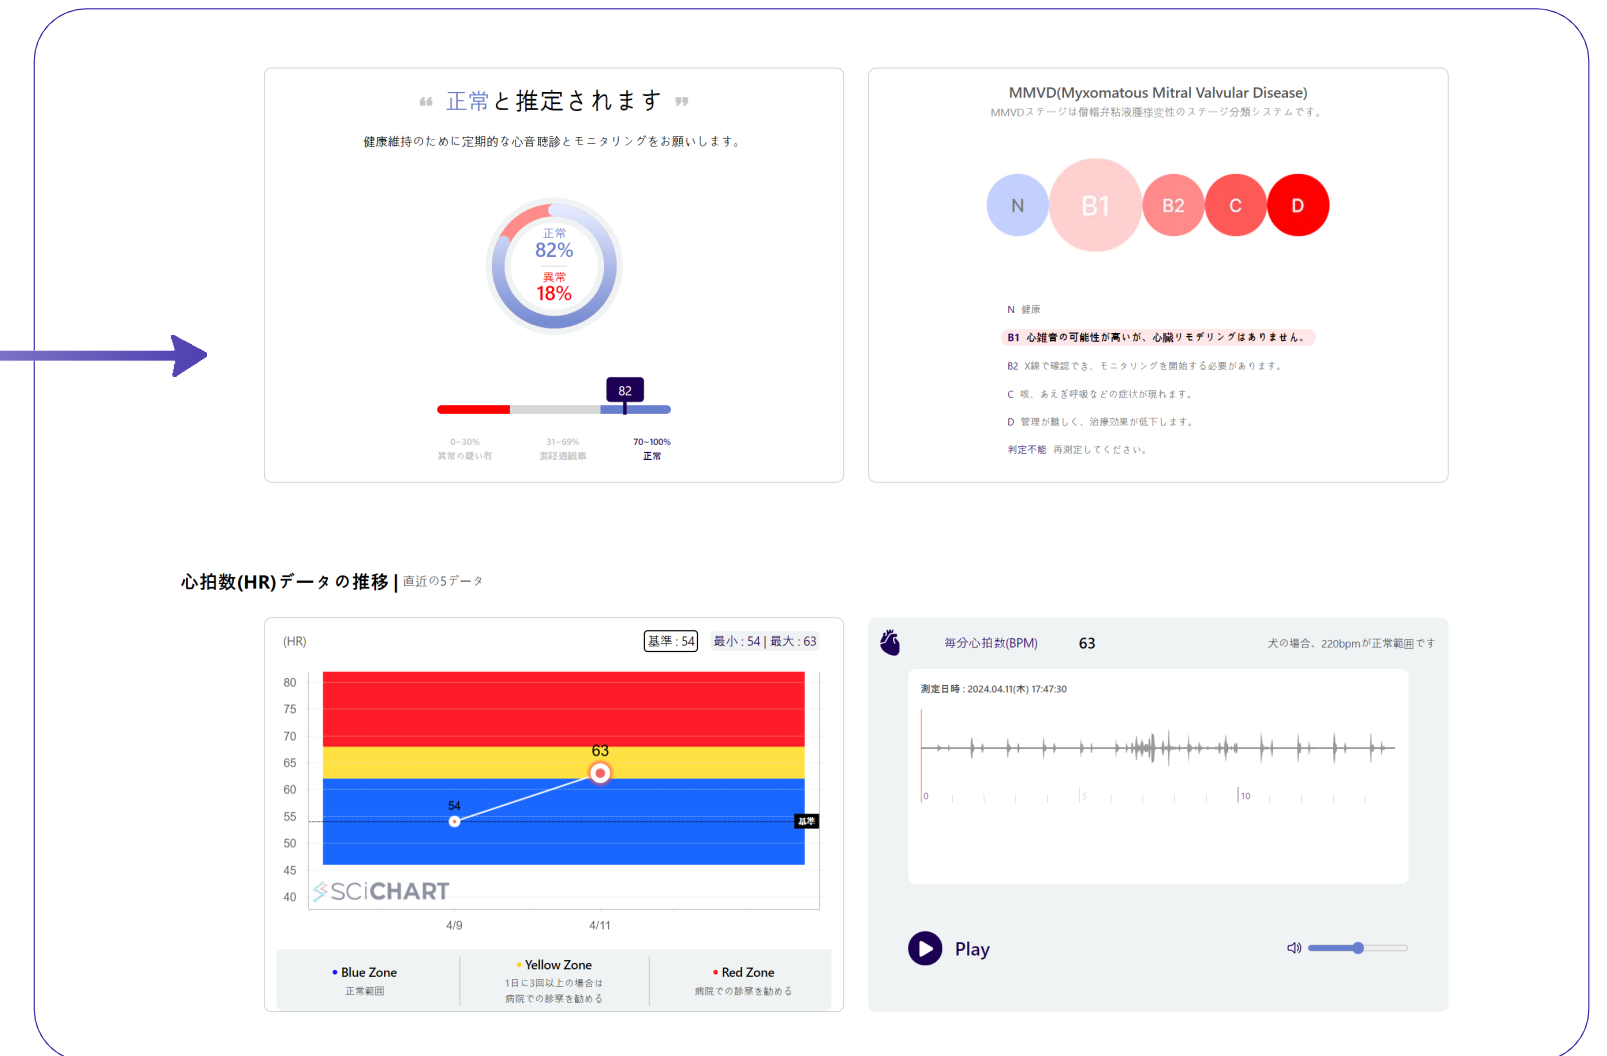 ❝ 正常と推定されます ❞
健康維持のために定期的な心音聴診とモニタリングをお願いします。
正常
82%
異常
18%
82
0~30%
異常の疑い有
31~69%
70~100%
正常
MMVD(Myxomatous Mitral Valvular Disease)
MMVDステージは僧帽弁粘液腫様変性のステージ分類システムです。
N
B1
B2
C
D
N 健康
B1 心雑音の可能性が高いが、心臓リモデリングはありません。
B2 X線で確認でき、モニタリングを開始する必要があります。
C 咳、あえぎ呼吸などの症状が現れます。
D 管理が難しく、治療効果が低下します。
判定不能 再測定してください。
心拍数(HR)データの推移 | 直近の5データ
(HR)
基準 : 54
最小 : 54 | 最大 : 63
80
75
70
65
60
55
50
45
40
63
54
基準
SCiCHART
4/9
4/11
Blue Zone
正常範囲
Yellow Zone
1日に3回以上の場合は
病院での診察を勧める
Red Zone
病院での診察を勧める
毎分心拍数(BPM) 63
犬の場合、220bpmが正常範囲です
測定日時 : 2024.04.11(木) 17:47:30
0
5
10
Play